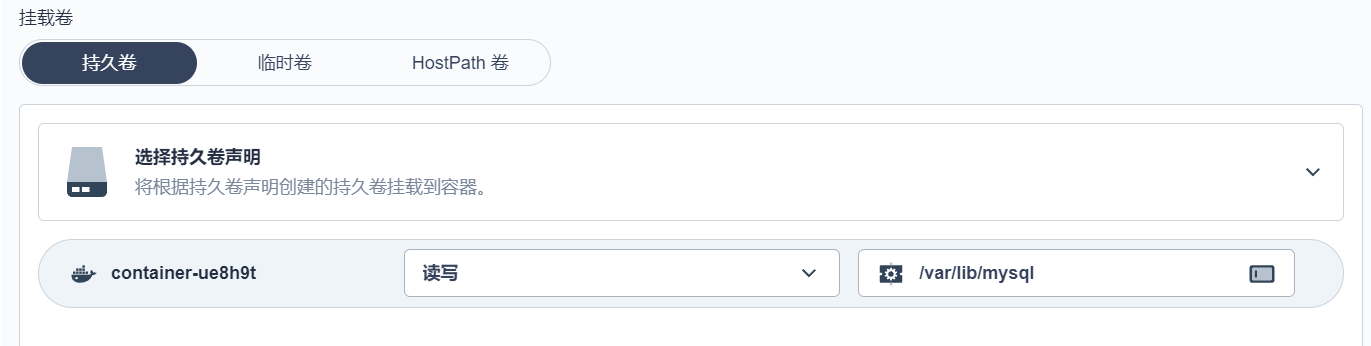 挂载卷
持久卷 临时卷 HostPath 卷
选择持久卷声明
将根据持久卷声明创建的持久卷挂载到容器。
container-ue8h9t 读写 /var/lib/mysql